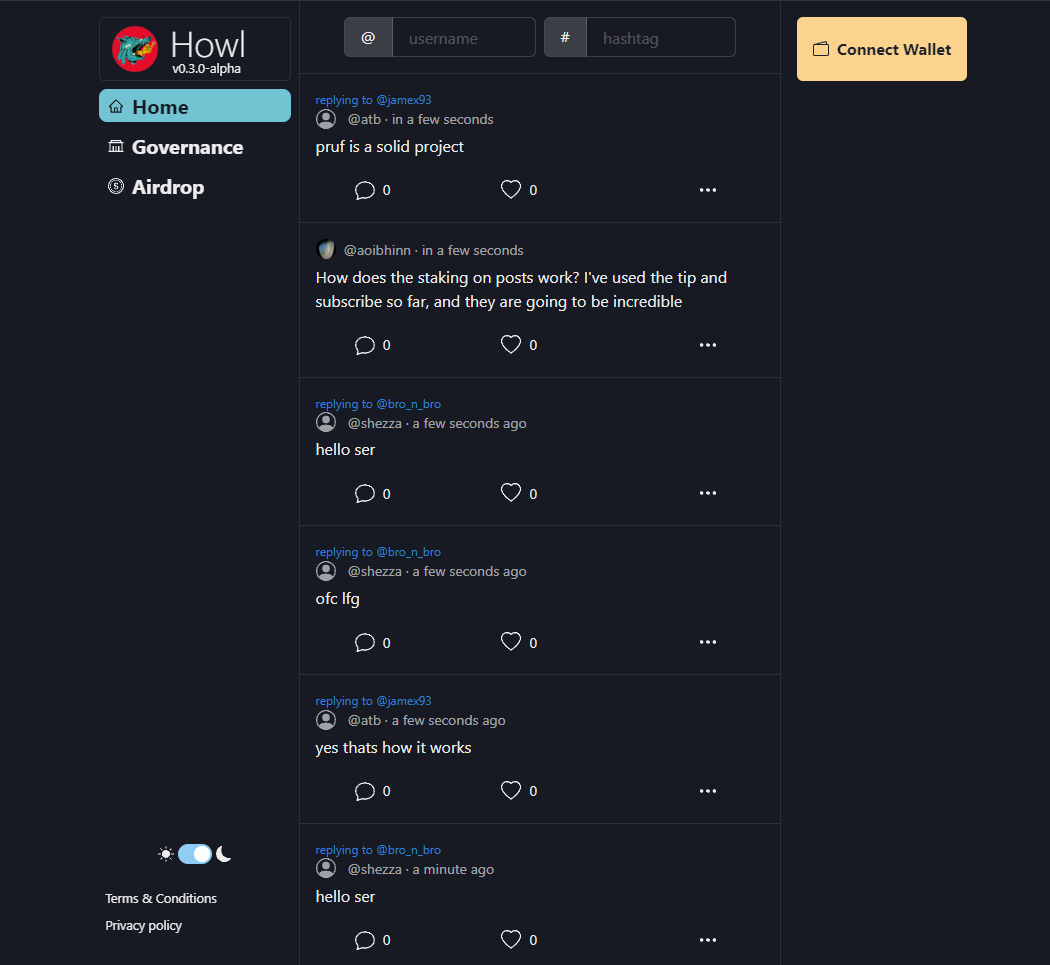 Howl
v0.3.0-alpha
Home
Governance
Airdrop
Terms & Conditions
Privacy policy
@ username # hashtag
replying to @jamex93
@atb · in a few seconds
pruf is a solid project
0 0
@aoibhinn · in a few seconds
How does the staking on posts work? I've used the tip and
subscribe so far, and they are going to be incredible
0 0
replying to @bro_n_bro
@shezza · a few seconds ago
hello ser
0 0
replying to @bro_n_bro
@shezza · a few seconds ago
ofc lfg
0 0
replying to @jamex93
@atb · a few seconds ago
yes thats how it works
0 0
replying to @bro_n_bro
@shezza · a minute ago
hello ser
0 0
Connect Wallet